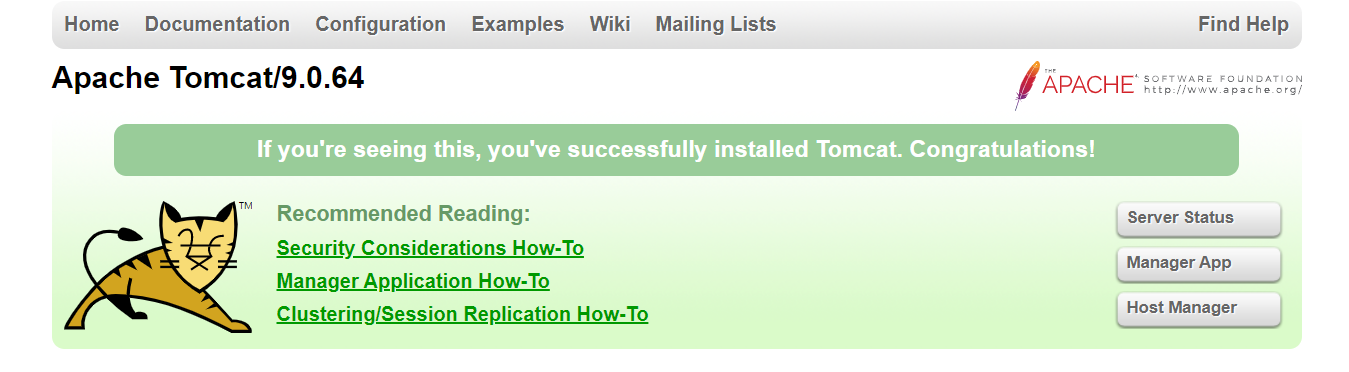 Home Documentation Configuration Examples Wiki Mailing Lists Find Help
Apache Tomcat/9.0.64
THE APACHE SOFTWARE FOUNDATION
http://www.apache.org/
If you're seeing this, you've successfully installed Tomcat. Congratulations!
TM
Recommended Reading:
Security Considerations How-To
Manager Application How-To
Clustering/Session Replication How-To
Server Status
Manager App
Host Manager